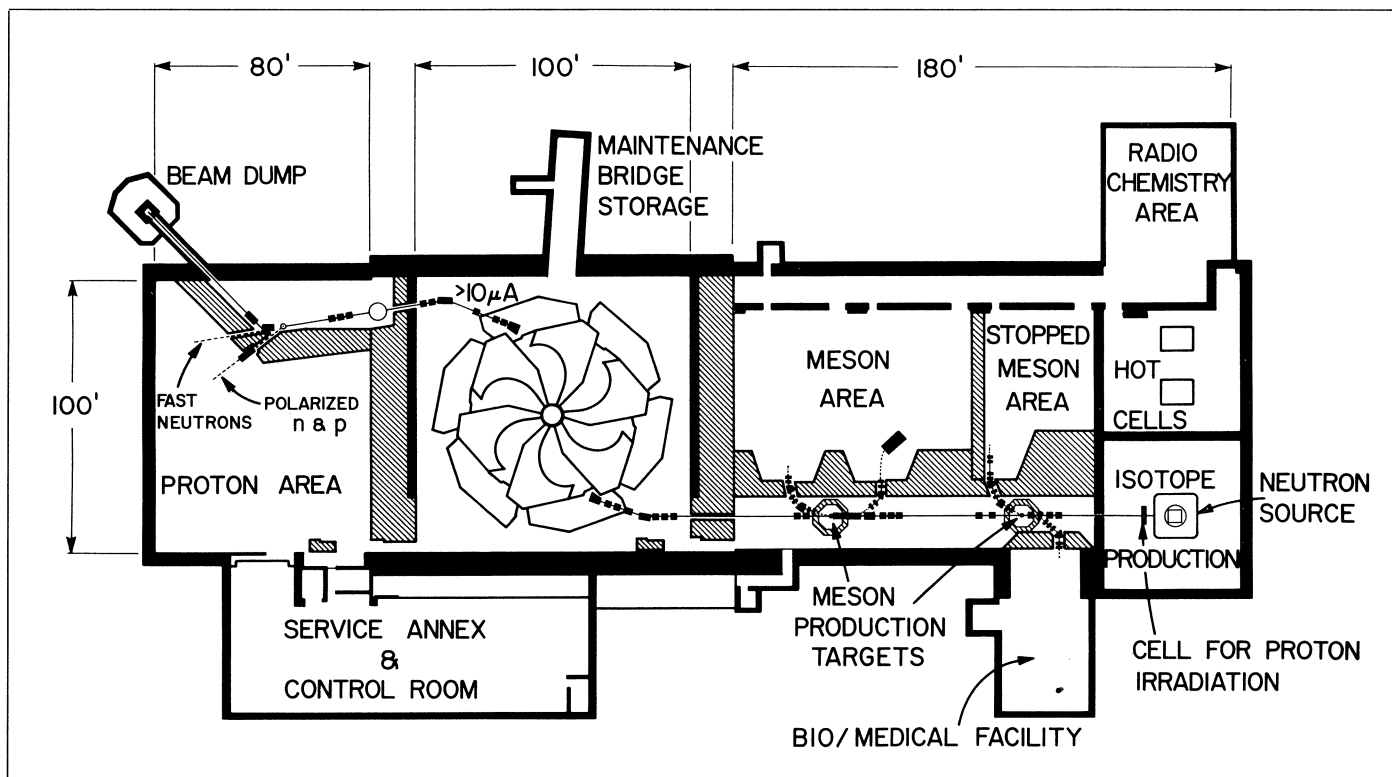 80'
100'
180'
BEAM DUMP
MAINTENANCE
BRIDGE
STORAGE
RADIO
CHEMISTRY
AREA
>10μA
100'
FAST
NEUTRONS
POLARIZED
n & p
PROTON AREA
MESON
AREA
STOPPED
MESON
AREA
HOT
CELLS
ISOTOPE
PRODUCTION
NEUTRON
SOURCE
SERVICE ANNEX
&
CONTROL ROOM
MESON
PRODUCTION
TARGETS
CELL FOR PROTON
IRRADIATION
BIO/MEDICAL FACILITY